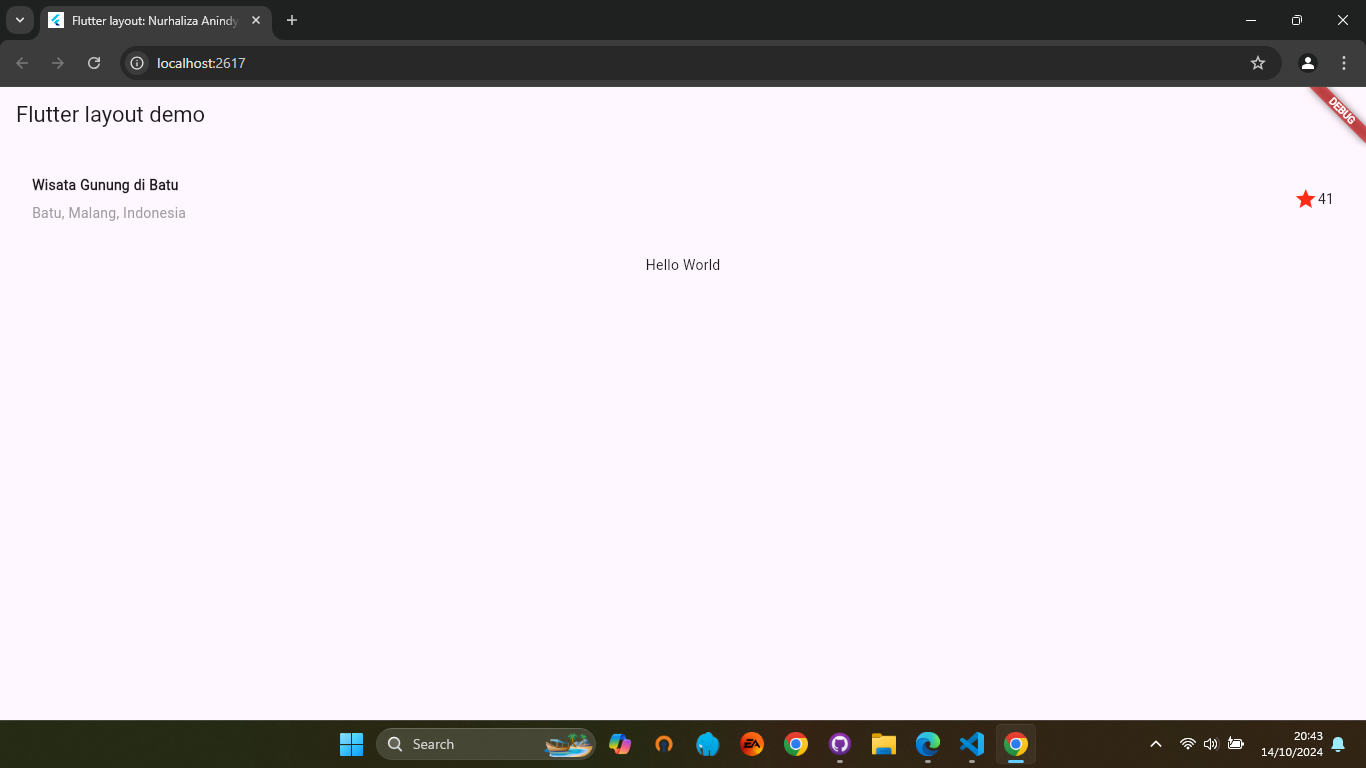 Flutter layout: Nurhaliza Anindy
localhost:2617
Flutter layout demo
DEBUG
Wisata Gunung di Batu
Batu, Malang, Indonesia
41
Hello World
Search
EA
20:43
14/10/2024